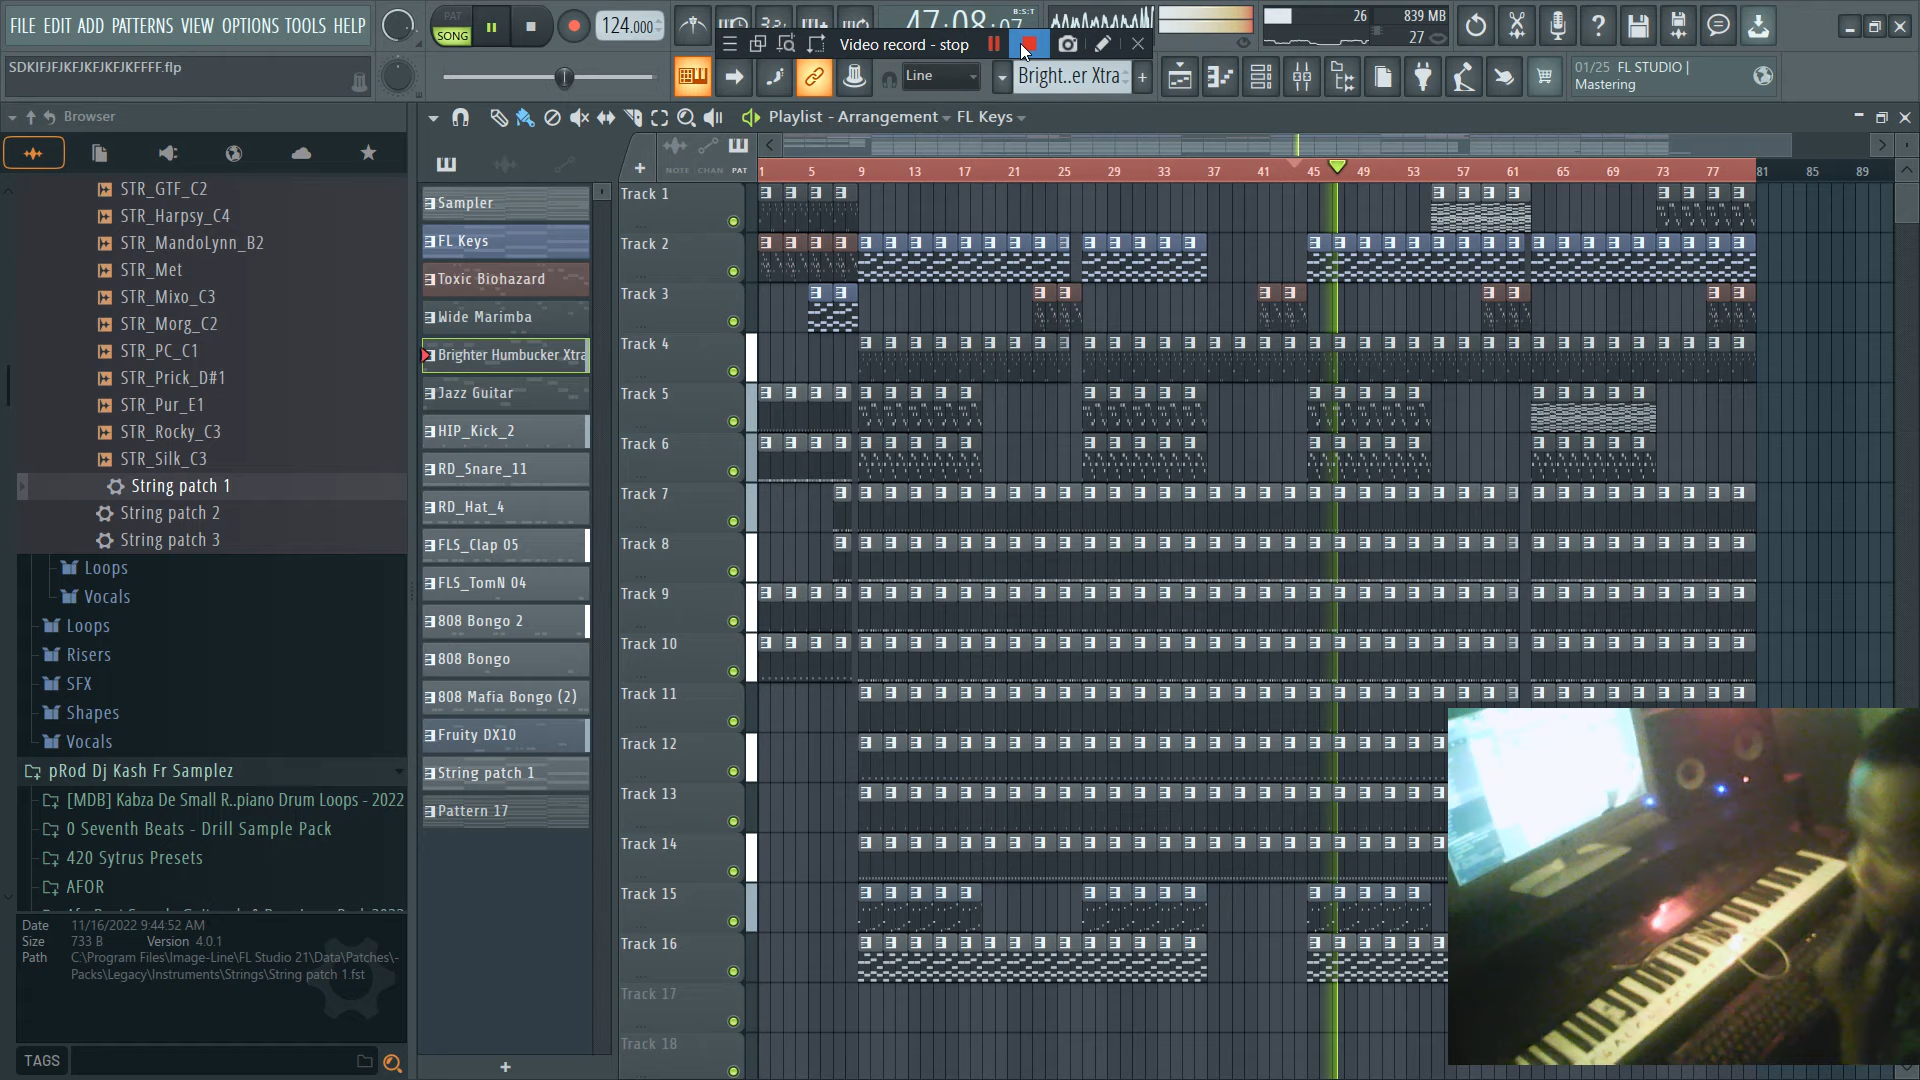 FILE EDIT ADD PATTERNS VIEW OPTIONS TOOLS HELP
PAT
SONG
124.000
47:08:07
B:S:T
26
839 MB
27
Video record - stop
SDKIFJFJKFJKFJKFJKFFFF.flp
Line
Bright..er Xtra
+
01/25 FL STUDIO |
Mastering
Browser
Playlist - Arrangement
FL Keys
NOTE CHAN PAT
1 5 9 13 17 21 25 29 33 37 41 45 49 53 57 61 65 69 73 77 81 85 89
STR_GTF_C2
STR_Harpsy_C4
STR_MandoLynn_B2
STR_Met
STR_Mixo_C3
STR_Morg_C2
STR_PC_C1
STR_Prick_D#1
STR_Pur_E1
STR_Rocky_C3
STR_Silk_C3
String patch 1
String patch 2
String patch 3
Loops
Vocals
Loops
Risers
SFX
Shapes
Vocals
pRod Dj Kash Fr Samplez
[MDB] Kabza De Small R..piano Drum Loops - 2022
0 Seventh Beats - Drill Sample Pack
420 Sytrus Presets
AFOR
Date 11/16/2022 9:44:52 AM
Size 733 B Version 4.0.1
Path C:\Program Files\Image-Line\FL Studio 21\Data\Patches\-
Packs\Legacy\Instruments\Strings\String patch 1.fst
TAGS
Sampler
FL Keys
Toxic Biohazard
Wide Marimba
Brighter Humbucker Xtra
Jazz Guitar
HIP_Kick_2
RD_Snare_11
RD_Hat_4
FLS_Clap 05
FLS_TomN 04
808 Bongo 2
808 Bongo
808 Mafia Bongo (2)
Fruity DX10
String patch 1
Pattern 17
+
Track 1
Track 2
Track 3
Track 4
Track 5
Track 6
Track 7
Track 8
Track 9
Track 10
Track 11
Track 12
Track 13
Track 14
Track 15
Track 16
Track 17
Track 18